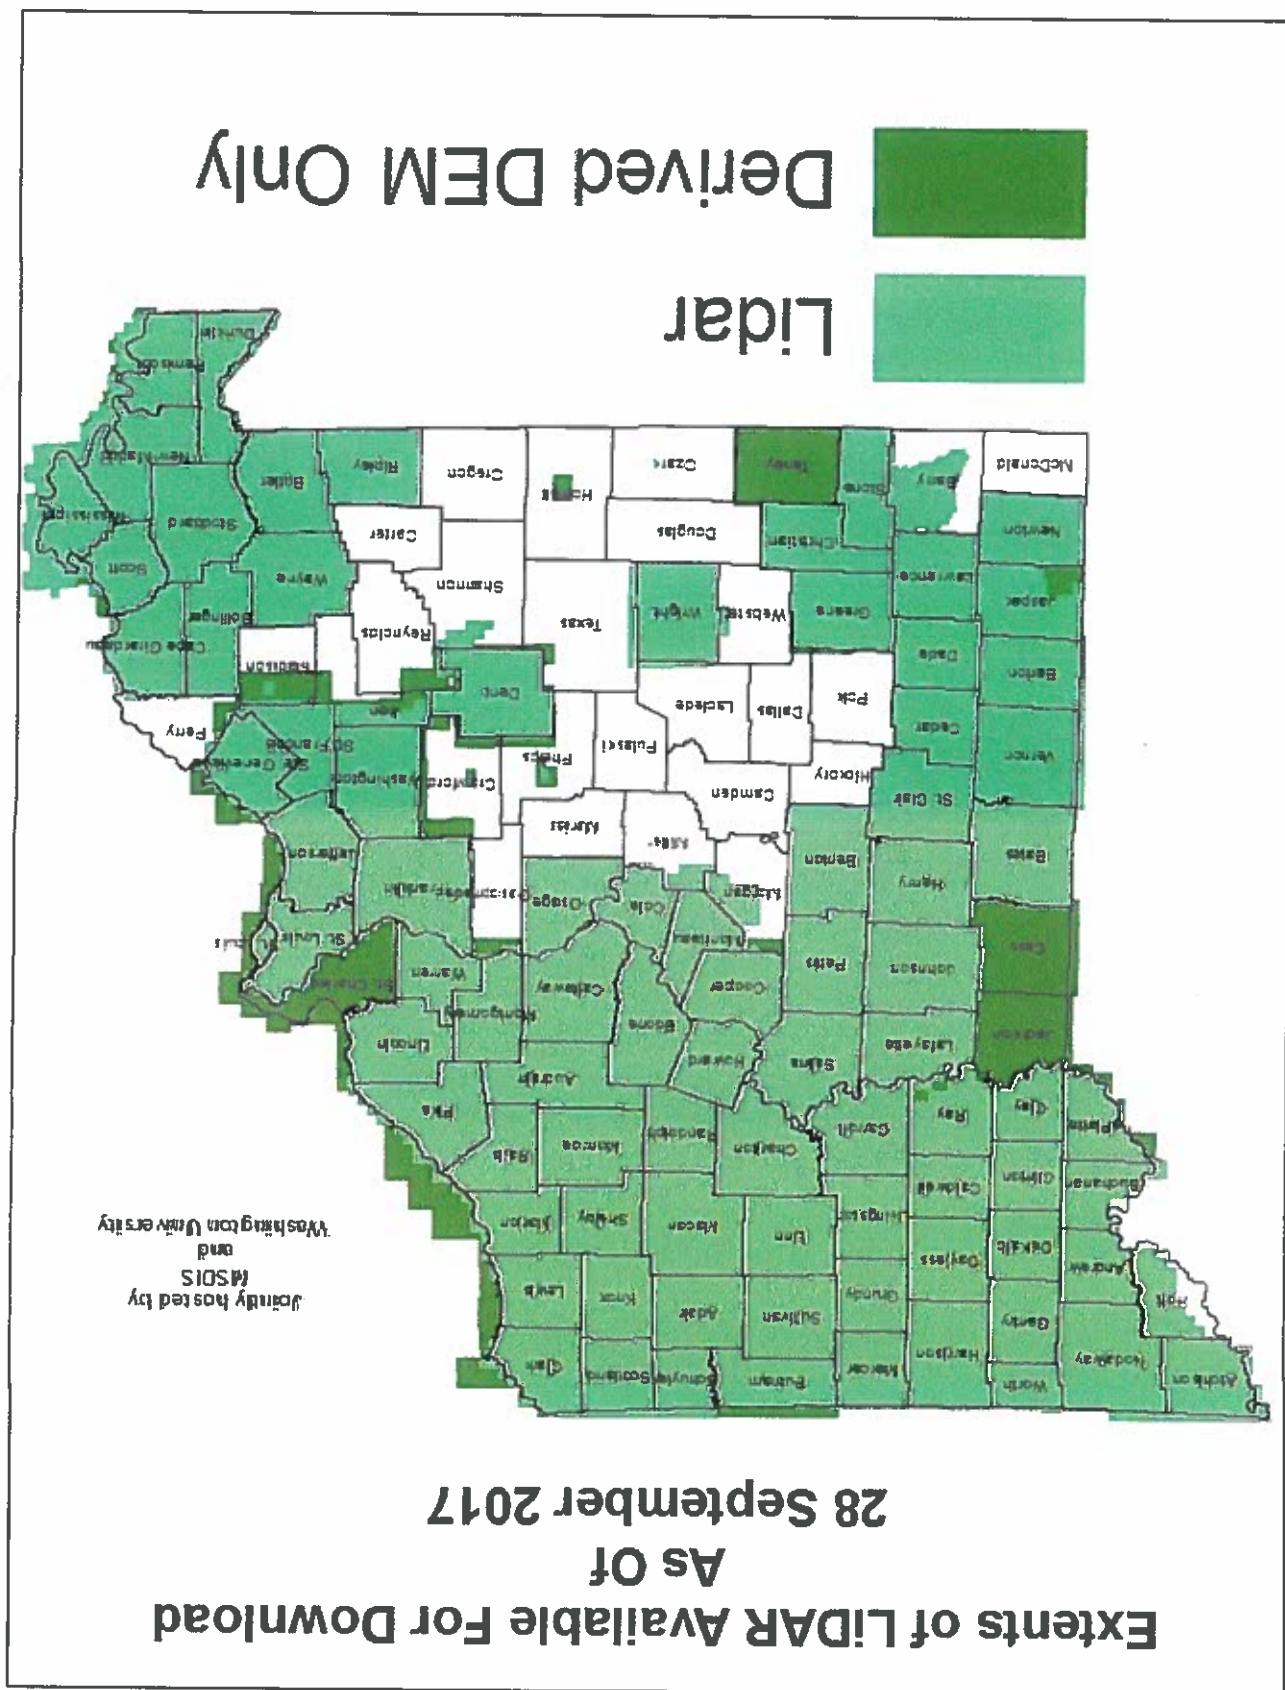 Extents of LiDAR Available For Download
As Of
28 September 2017
Atchison
Nodaway
Worth
Harrison
Mercer
Putnam
Schuyler
Scotland
Clark
Holt
Gentry
Andrew
DeKalb
Daviess
Grundy
Sullivan
Adair
Knox
Lewis
Jointly hosted by
MSDIS
and
Washington University
Buchanan
Clinton
Caldwell
Linn
Macon
Shelby
Marion
Platte
Clay
Ray
Carroll
Chariton
Randolph
Monroe
Ralls
Pike
Jackson
Lafayette
Saline
Howard
Boone
Audrain
Callaway
Montgomery
Lincoln
Warren
St. Charles
Cass
Johnson
Pettis
Cooper
Cole
Osage
Franklin
St. Louis
Jefferson
Bates
Henry
Benton
Morgan
Miller
Maries
St. Clair
Hickory
Camden
Pulaski
Phelps
Crawford
Washington
St. Francois
Ste. Genevieve
Perry
Vernon
Cedar
Polk
Dallas
Laclede
Dent
Iron
Madison
Cape Girardeau
Bollinger
Barton
Dade
Jasper
Lawrence
Greene
Webster
Wright
Texas
Shannon
Reynolds
Wayne
Scott
Newton
Christian
Douglas
Carter
Stoddard
Mississippi
McDonald
Barry
Stone
Taney
Ozark
Howell
Oregon
Ripley
Butler
New Madrid
Pemiscot
Dunklin
Lidar
Derived DEM Only